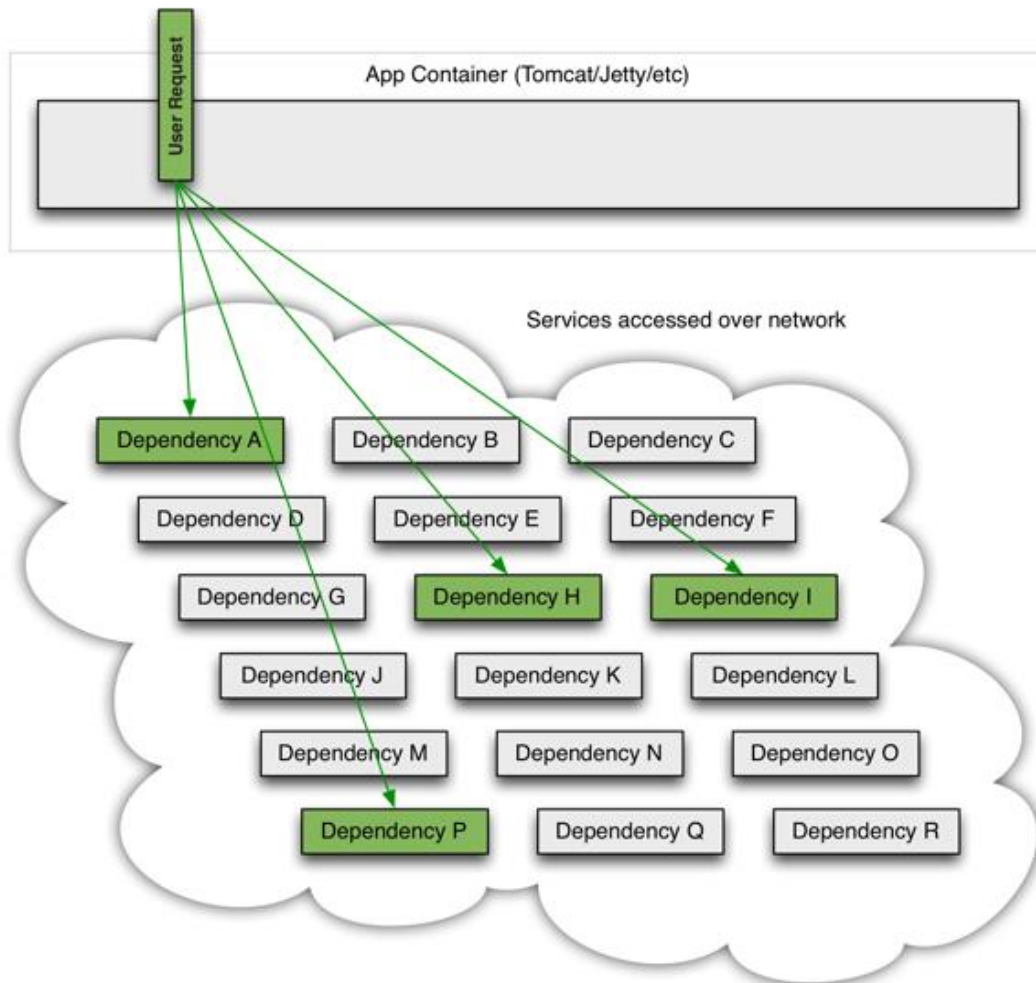 User Request
App Container (Tomcat/Jetty/etc)
Services accessed over network
Dependency A
Dependency B
Dependency C
Dependency D
Dependency E
Dependency F
Dependency G
Dependency H
Dependency I
Dependency J
Dependency K
Dependency L
Dependency M
Dependency N
Dependency O
Dependency P
Dependency Q
Dependency R